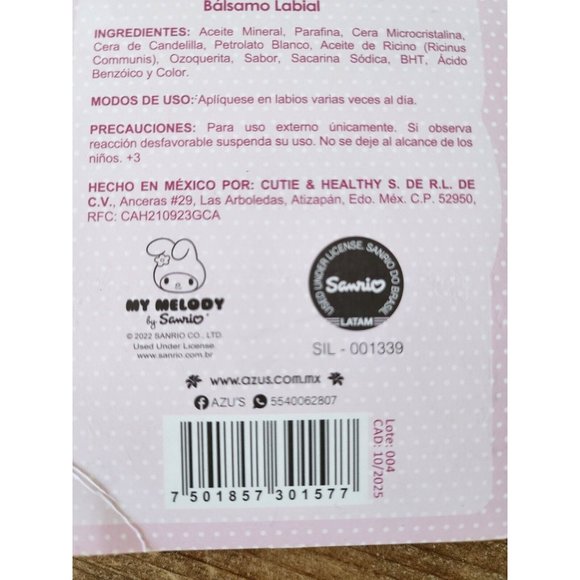 Bálsamo Labial
INGREDIENTES: Aceite Mineral, Parafina, Cera Microcristalina,
Cera de Candelilla, Petrolato Blanco, Aceite de Ricino (Ricinus
Communis), Ozoquerita, Sabor, Sacarina Sódica, BHT, Ácido
Benzóico y Color.
MODOS DE USO: Aplíquese en labios varias veces al día.
PRECAUCIONES: Para uso externo únicamente. Si observa
reacción desfavorable suspenda su uso. No se deje al alcance de los
niños. +3
HECHO EN MÉXICO POR: CUTIE & HEALTHY S. DE R.L. DE
C.V., Anceras #29, Las Arboledas, Atizapán, Edo. Méx. C.P. 52950,
RFC: CAH210923GCA
MY MELODY
by Sanrio
© 2022 SANRIO CO., LTD.
Used Under License.
www.sanrio.com.br
USED UNDER LICENSE. SANRIO DO BRASIL
Sanrio
LATAM
SIL - 001339
www.azus.com.mx
AZU'S 5540062807
Lote: 004
CAD: 10/2025
7 501857 301577